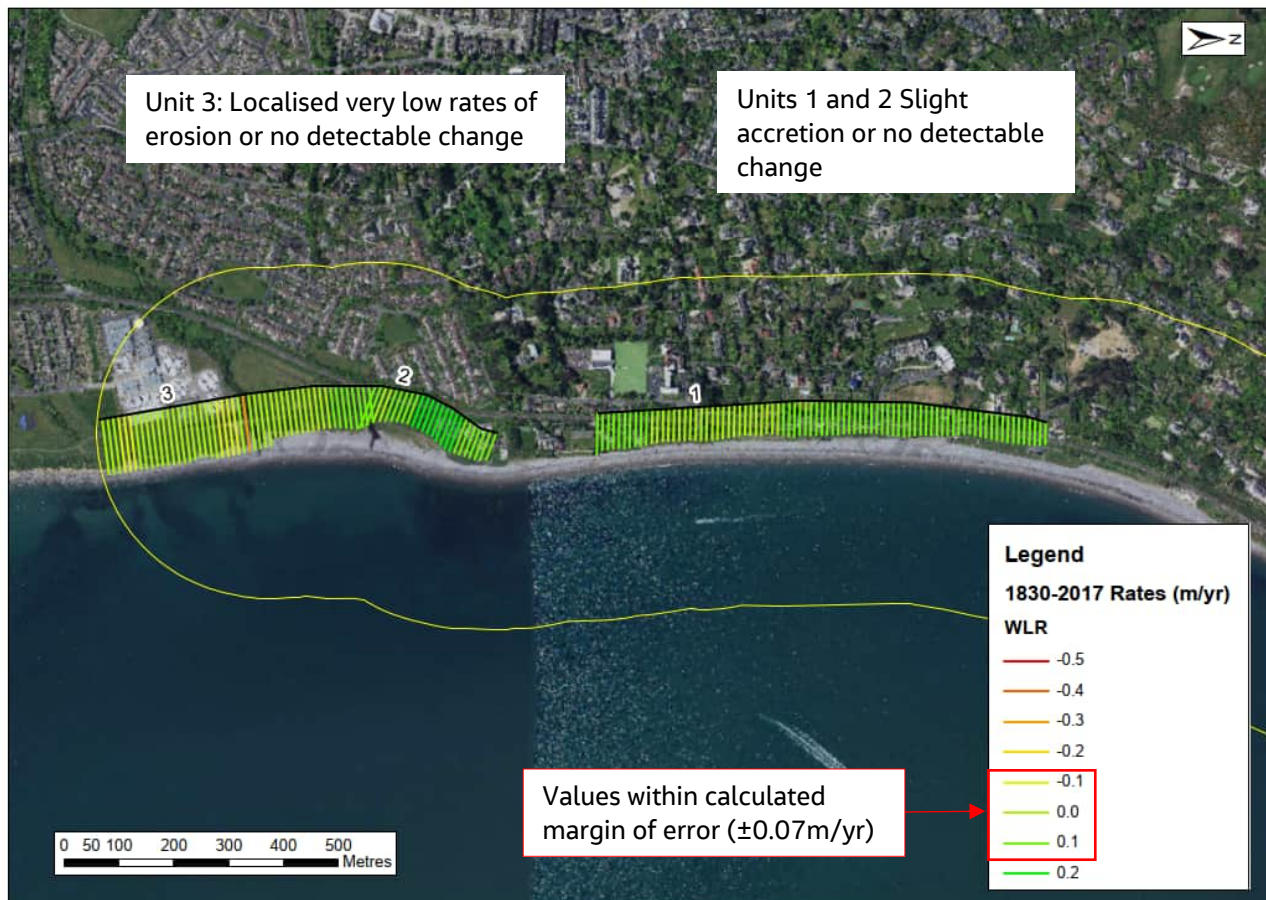 Unit 3: Localised very low rates of
erosion or no detectable change
Units 1 and 2 Slight
accretion or no detectable
change
N
3
2
1
Legend
1830-2017 Rates (m/yr)
WLR
-0.5
-0.4
-0.3
-0.2
-0.1
0.0
0.1
0.2
Values within calculated
margin of error (±0.07m/yr)
0 50 100 200 300 400 500
Metres